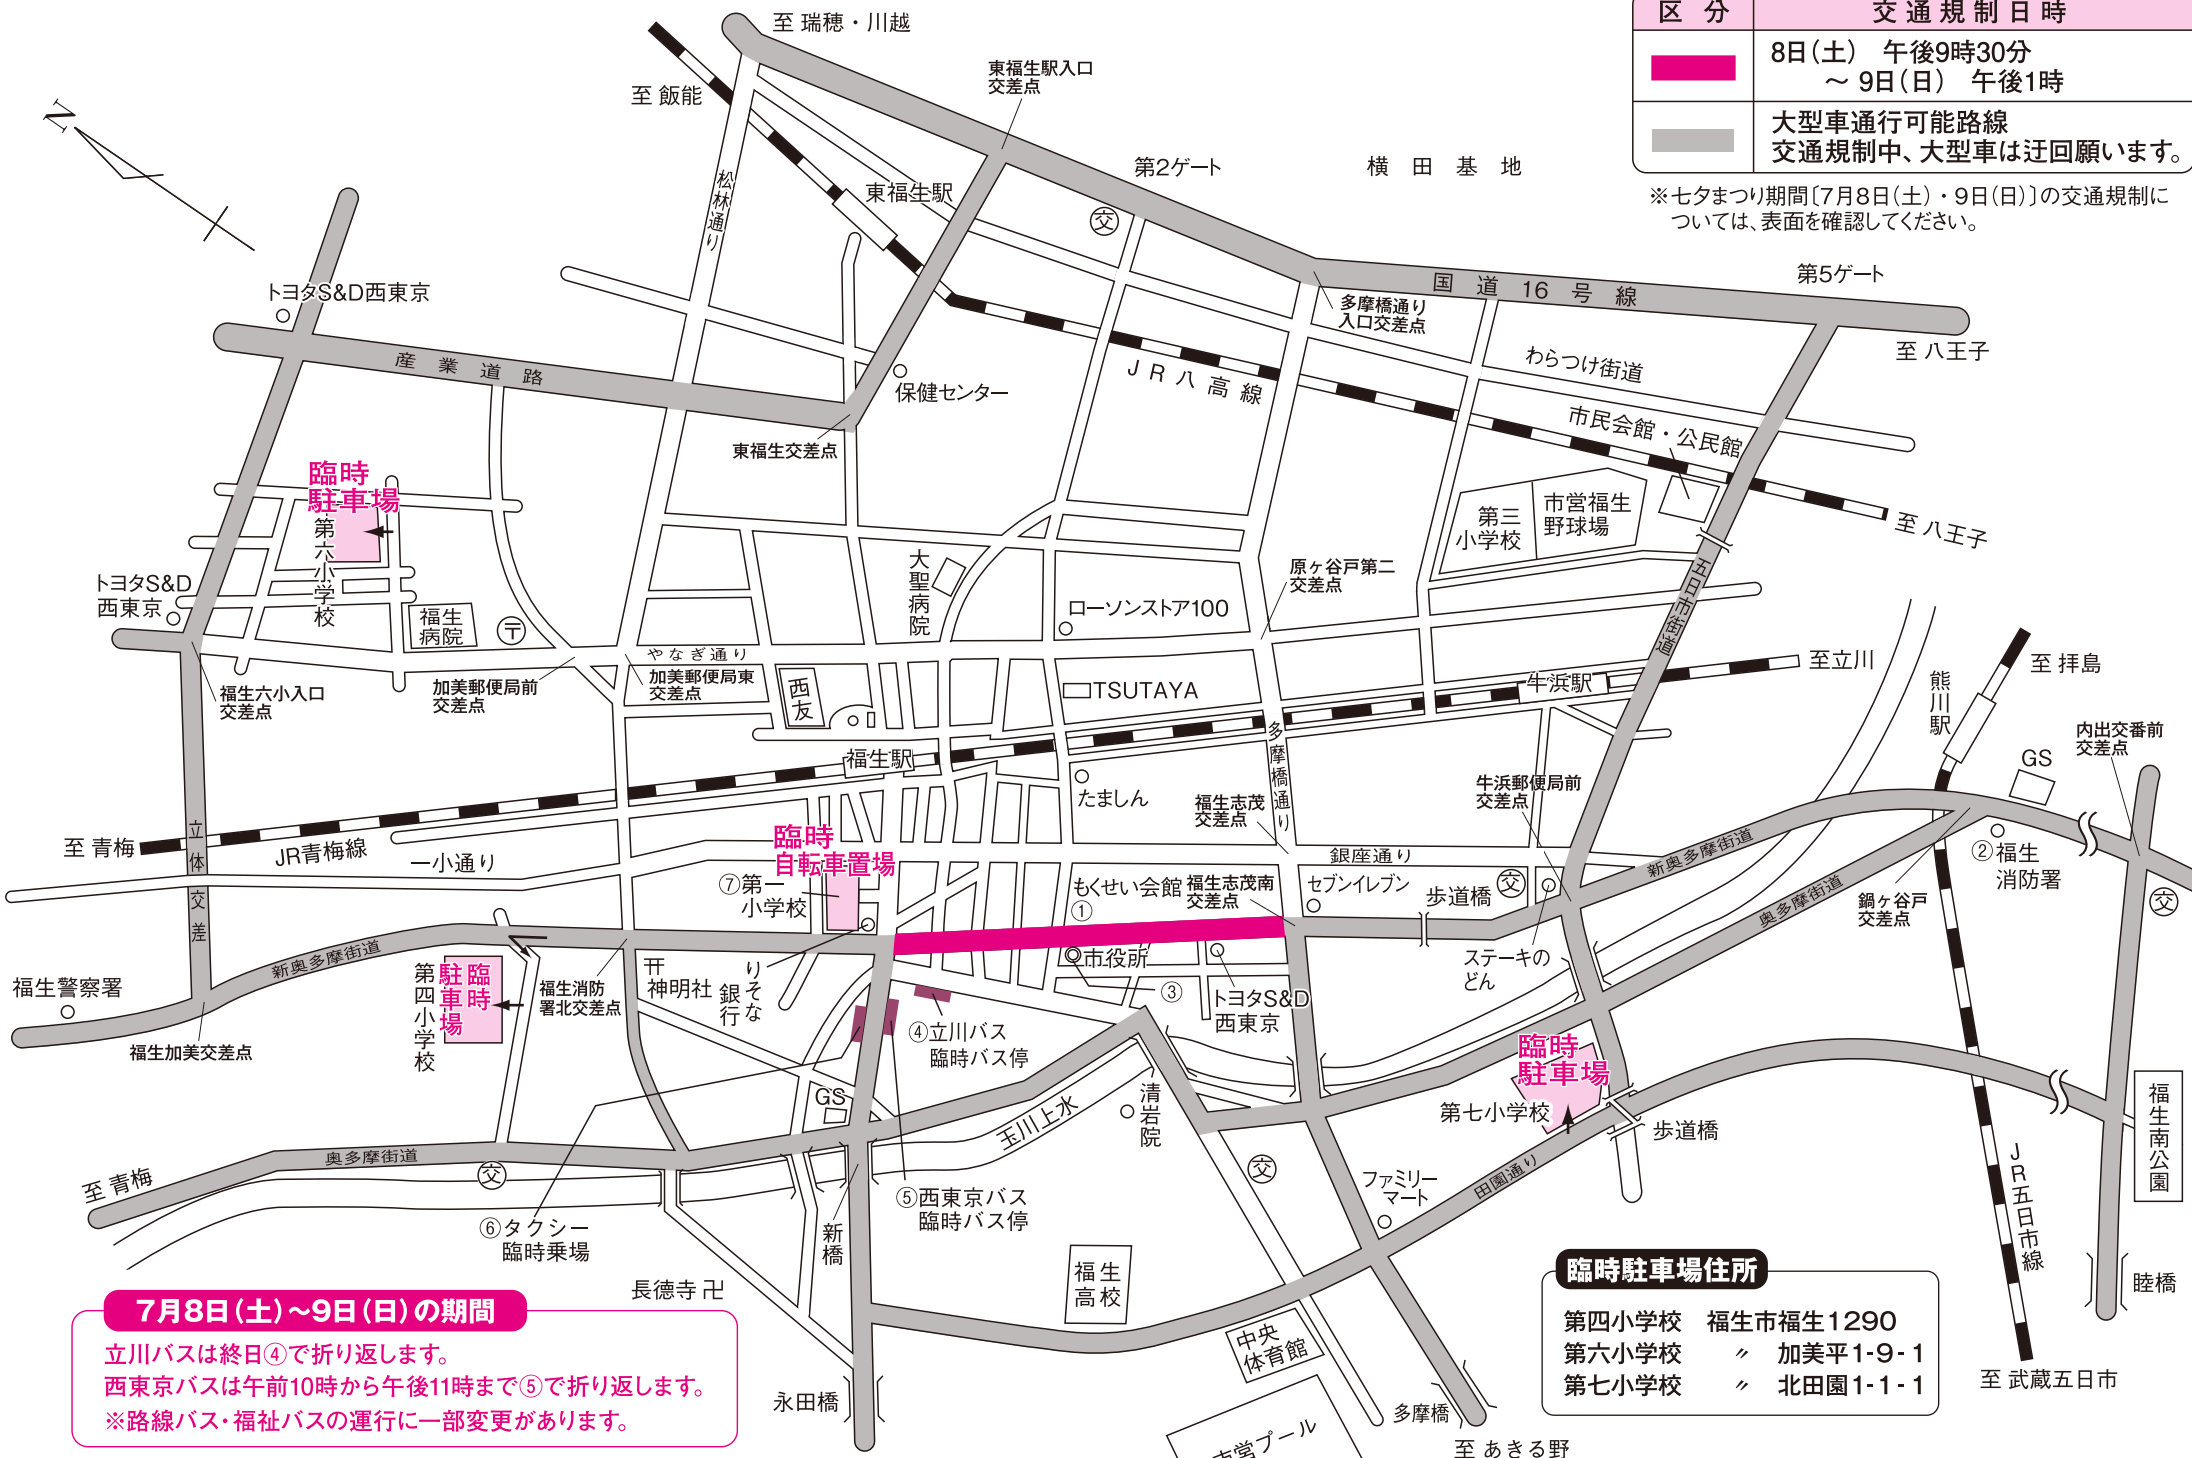 区分
交通規制日時
8日(土) 午後9時30分
～ 9日(日) 午後1時
大型車通行可能路線
交通規制中、大型車は迂回願います。
※七夕まつり期間〔7月8日(土)・9日(日)〕の交通規制に
ついては、表面を確認してください。
N
至 瑞穂・川越
至 飯能
東福生駅入口
交差点
第2ゲート
横田基地
東福生駅
松林通り
交
トヨタS&D西東京
国道16号線
第5ゲート
多摩橋通り
入口交差点
至 八王子
わらつけ街道
産業道路
JR八高線
保健センター
東福生交差点
市民会館・公民館
臨時
駐車場
第六小学校
第三
小学校
市営福生
野球場
至 八王子
トヨタS&D
西東京
福生
病院
〒
大聖病院
原ヶ谷戸第二
交差点
ローソンストア100
五日市街道
やなぎ通り
福生六小入口
交差点
加美郵便局前
交差点
加美郵便局東
交差点
西友
TSUTAYA
牛浜駅
至立川
熊川駅
至 拝島
内出交番前
交差点
GS
福生駅
多摩橋通り
たましん
福生志茂
交差点
牛浜郵便局前
交差点
至 青梅
JR青梅線
立体交差
一小通り
臨時
自転車置場
⑦第一
小学校
銀座通り
新奥多摩街道
②福生
消防署
もくせい会館
①
福生志茂南
交差点
セブンイレブン
歩道橋
交
奥多摩街道
鍋ヶ谷戸
交差点
交
新奥多摩街道
福生警察署
福生加美交差点
第四小学校
臨時
駐車場
福生消防
署北交差点
神明社
りそな
銀行
市役所
③
トヨタS&D
西東京
ステーキの
どん
④立川バス
臨時バス停
臨時
駐車場
第七小学校
歩道橋
GS
玉川上水
清岩院
福生南公園
奥多摩街道
至 青梅
交
⑤西東京バス
臨時バス停
⑥タクシー
臨時乗場
新橋
交
ファミリー
マート
田園通り
JR五日市線
睦橋
長徳寺 卍
福生
高校
中央
体育館
市営プール
永田橋
多摩橋
至 あきる野
至 武蔵五日市
7月8日(土)～9日(日)の期間
立川バスは終日④で折り返します。
西東京バスは午前10時から午後11時まで⑤で折り返します。
※路線バス・福祉バスの運行に一部変更があります。
臨時駐車場住所
第四小学校 福生市福生1290
第六小学校 〃 加美平1-9-1
第七小学校 〃 北田園1-1-1